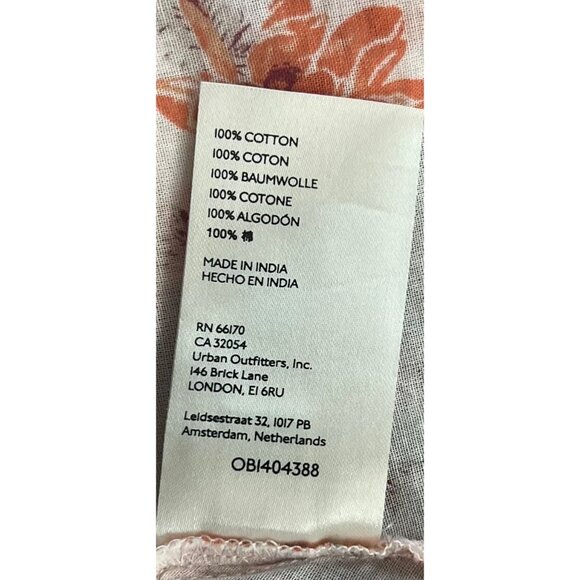 100% COTTON
100% COTON
100% BAUMWOLLE
100% COTONE
100% ALGODÓN
100% 棉
MADE IN INDIA
HECHO EN INDIA
RN 66170
CA 32054
Urban Outfitters, Inc.
146 Brick Lane
LONDON, E1 6RU
Leidsestraat 32, 1017 PB
Amsterdam, Netherlands
OB1404388